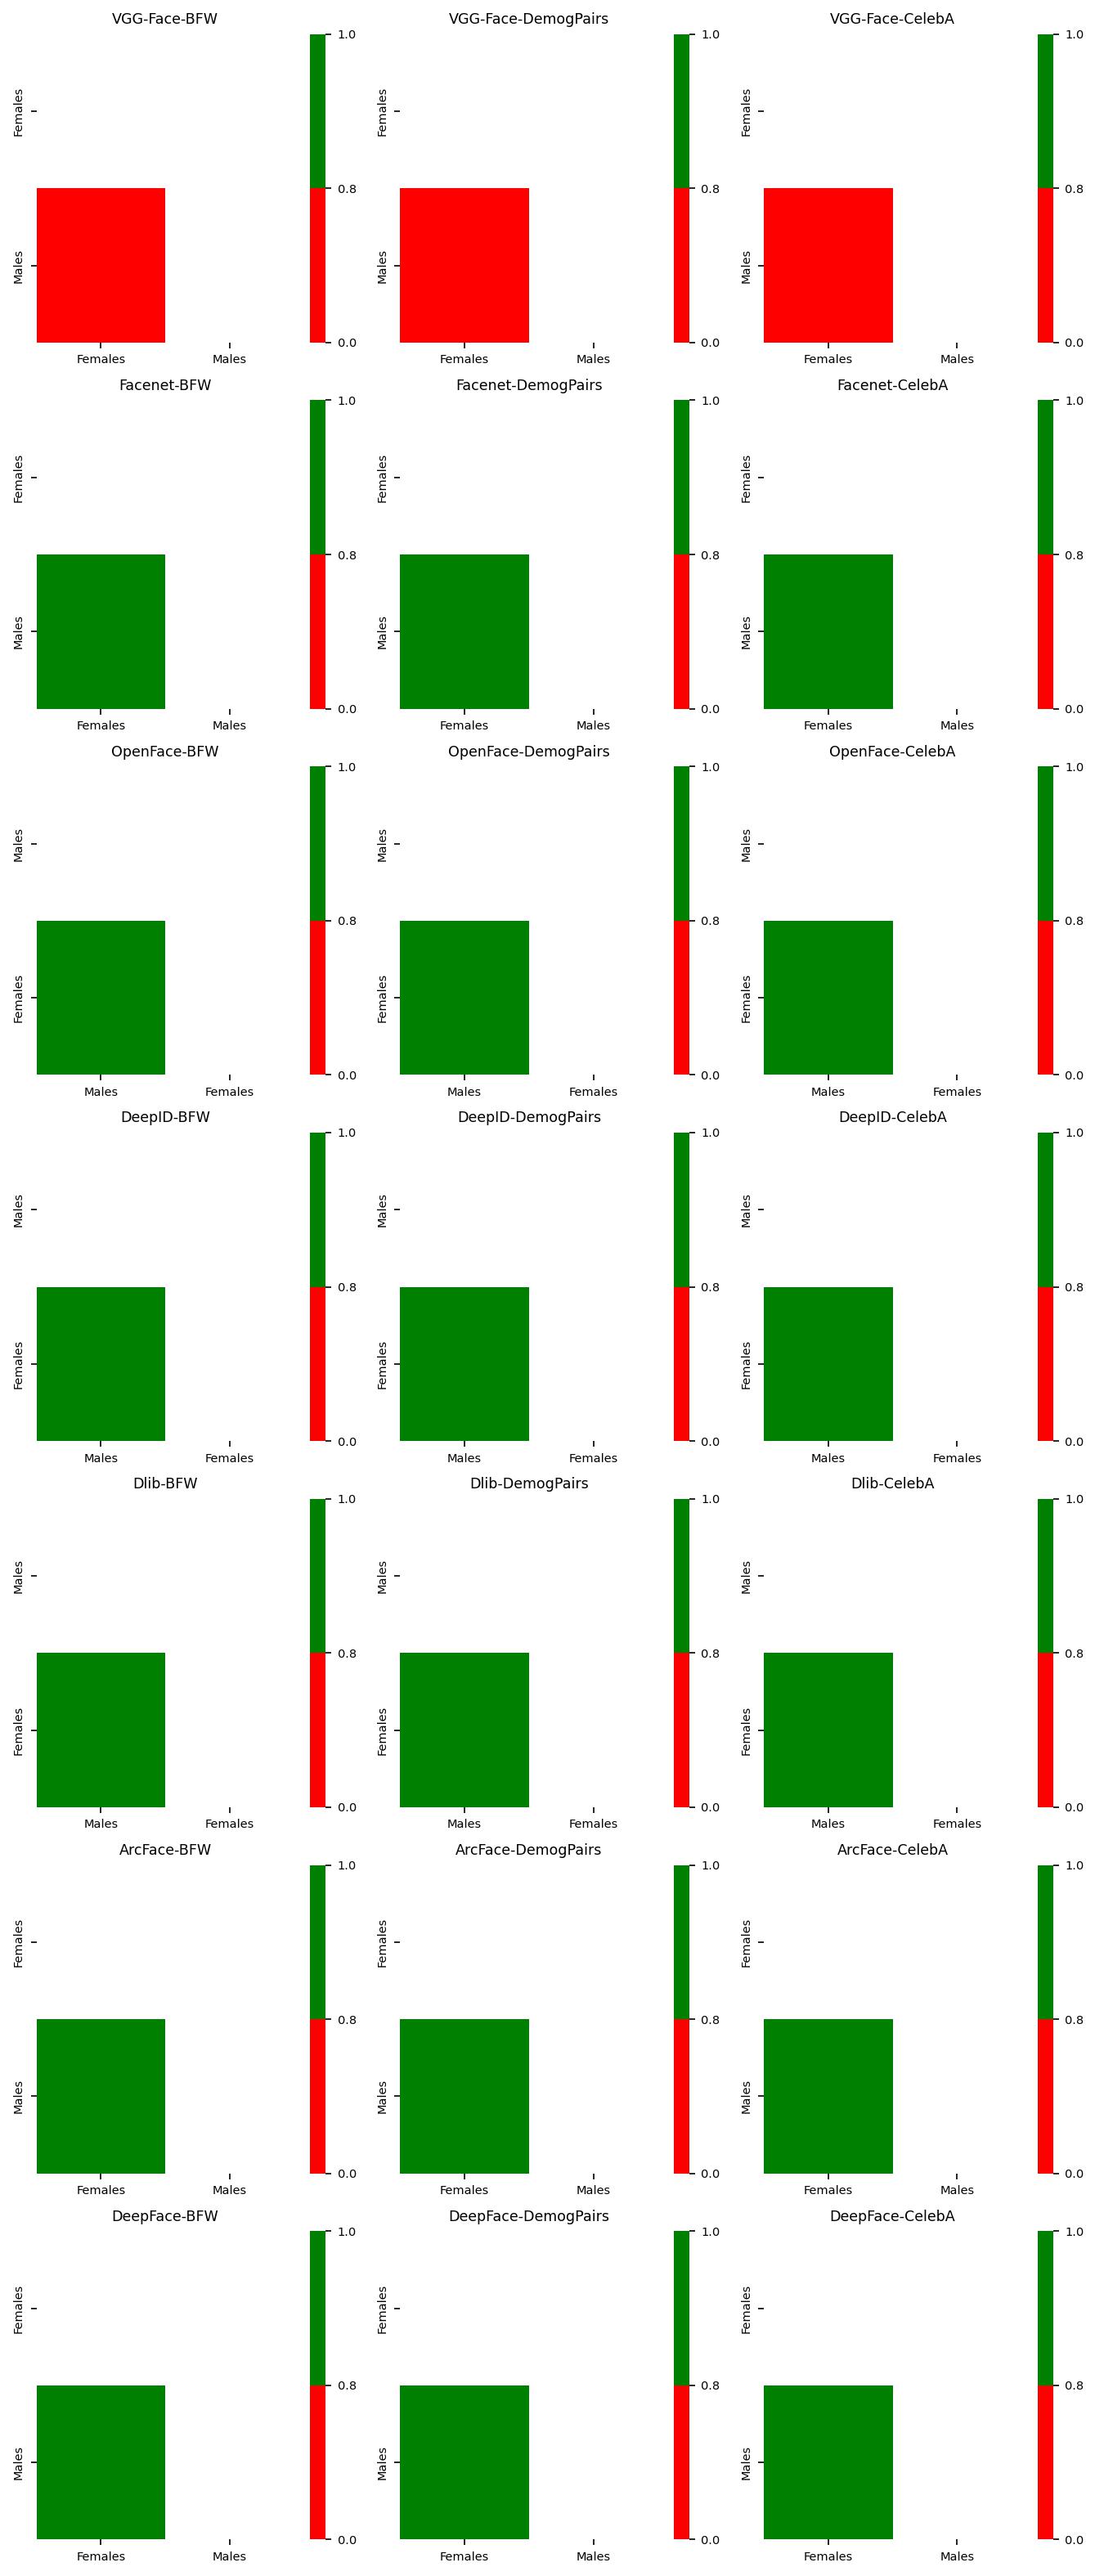 VGG-Face-BFW
1.0
Females
0.8
Males
0.0
Females Males
VGG-Face-DemogPairs
1.0
Females
0.8
Males
0.0
Females Males
VGG-Face-CelebA
1.0
Females
0.8
Males
0.0
Females Males
Facenet-BFW
1.0
Females
0.8
Males
0.0
Females Males
Facenet-DemogPairs
1.0
Females
0.8
Males
0.0
Females Males
Facenet-CelebA
1.0
Females
0.8
Males
0.0
Females Males
OpenFace-BFW
1.0
Males
0.8
Females
0.0
Males Females
OpenFace-DemogPairs
1.0
Males
0.8
Females
0.0
Males Females
OpenFace-CelebA
1.0
Males
0.8
Females
0.0
Males Females
DeepID-BFW
1.0
Males
0.8
Females
0.0
Males Females
DeepID-DemogPairs
1.0
Males
0.8
Females
0.0
Males Females
DeepID-CelebA
1.0
Males
0.8
Females
0.0
Males Females
Dlib-BFW
1.0
Males
0.8
Females
0.0
Males Females
Dlib-DemogPairs
1.0
Males
0.8
Females
0.0
Males Females
Dlib-CelebA
1.0
Males
0.8
Females
0.0
Males Females
ArcFace-BFW
1.0
Females
0.8
Males
0.0
Females Males
ArcFace-DemogPairs
1.0
Females
0.8
Males
0.0
Females Males
ArcFace-CelebA
1.0
Females
0.8
Males
0.0
Females Males
DeepFace-BFW
1.0
Females
0.8
Males
0.0
Females Males
DeepFace-DemogPairs
1.0
Females
0.8
Males
0.0
Females Males
DeepFace-CelebA
1.0
Females
0.8
Males
0.0
Females Males